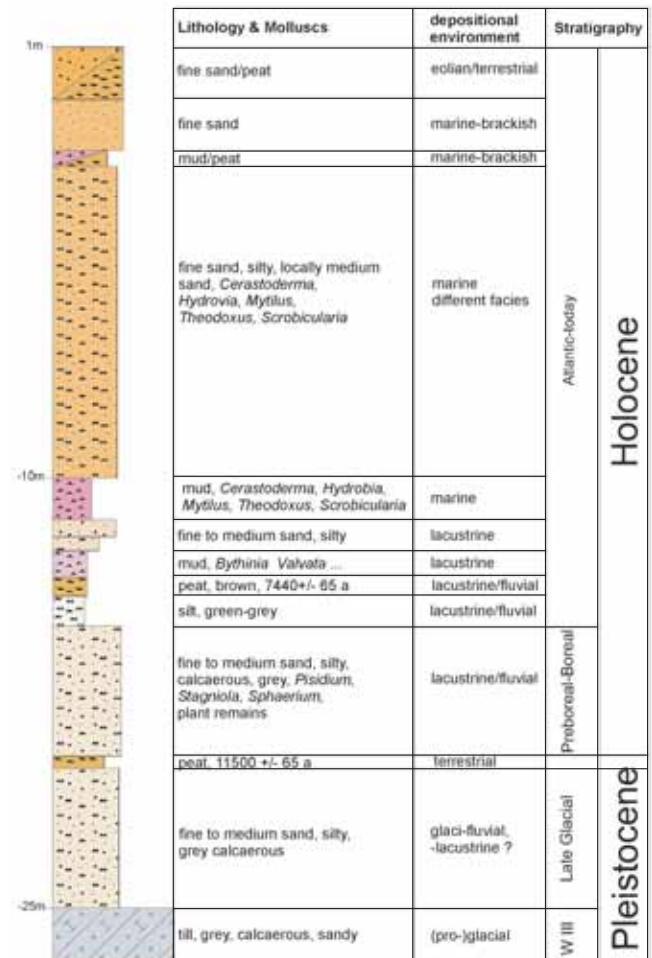 Lithology & Molluscs
depositional
environment
Stratigraphy
1m
fine sand/peat
eolian/terrestrial
fine sand
marine-brackish
mud/peat
marine-brackish
fine sand, silty, locally medium
sand, Cerastoderma,
Hydrovia, Mytilus,
Theodoxus, Scrobicularia
marine
different facies
Atlantic-today
Holocene
-10m
mud, Cerastoderma, Hydrobia,
Mytilus, Theodoxus, Scrobicularia
marine
fine to medium sand, silty
lacustrine
mud, Bythinia Valvata ...
lacustrine
peat, brown, 7440+/- 65 a
lacustrine/fluvial
silt, green-grey
lacustrine/fluvial
fine to medium sand, silty,
calcaerous, grey, Pisidium,
Stagniola, Sphaerium,
plant remains
lacustrine/fluvial
Preboreal-Boreal
peat, 11500 +/- 65 a
terrestrial
fine to medium sand, silty,
grey calcaerous
glaci-fluvial,
-lacustrine ?
Late Glacial
Pleistocene
-25m
till, grey, calcaerous, sandy
(pro-)glacial
W III